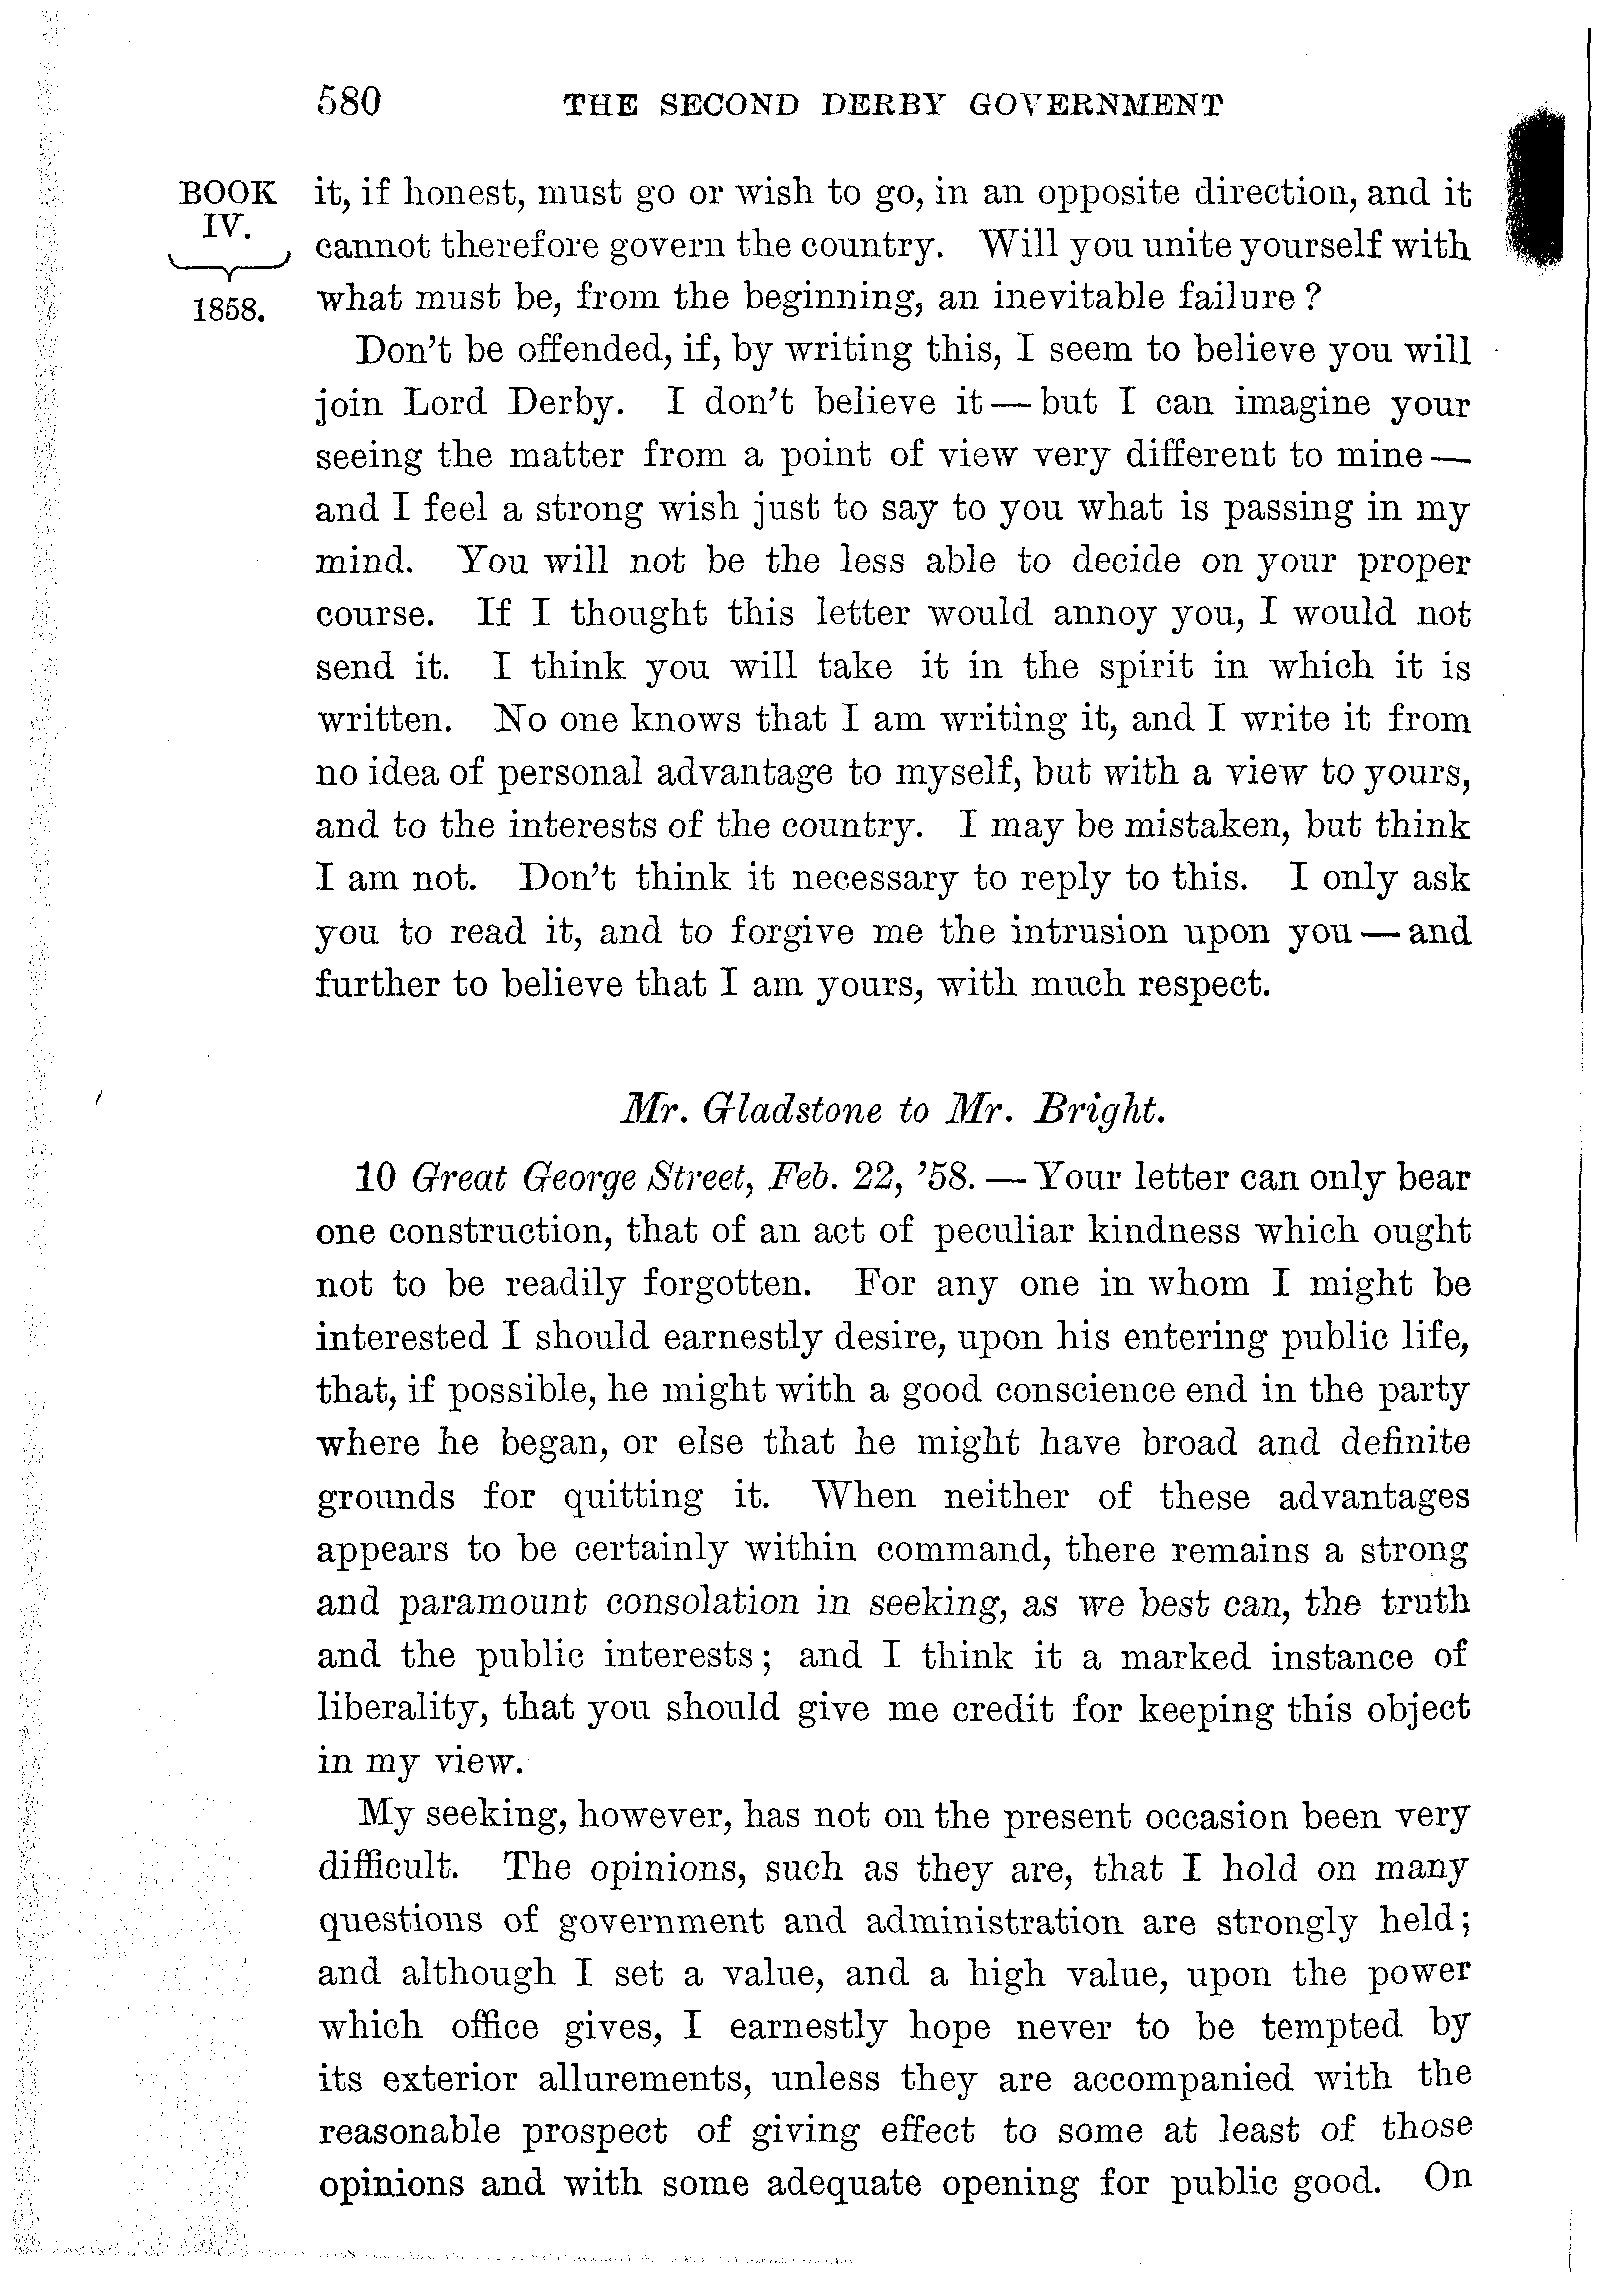 580 THE SECOND DERBY GOVERNMENT
BOOK
IV.
1858.
it, if honest, must go or wish to go, in an opposite direction, and it
cannot therefore govern the country. Will you unite yourself with
what must be, from the beginning, an inevitable failure?
Don't be offended, if, by writing this, I seem to believe you will
join Lord Derby. I don't believe it — but I can imagine your
seeing the matter from a point of view very different to mine —
and I feel a strong wish just to say to you what is passing in my
mind. You will not be the less able to decide on your proper
course. If I thought this letter would annoy you, I would not
send it. I think you will take it in the spirit in which it is
written. No one knows that I am writing it, and I write it from
no idea of personal advantage to myself, but with a view to yours,
and to the interests of the country. I may be mistaken, but think
I am not. Don't think it necessary to reply to this. I only ask
you to read it, and to forgive me the intrusion upon you — and
further to believe that I am yours, with much respect.
Mr. Gladstone to Mr. Bright.
10 Great George Street, Feb. 22, '58. — Your letter can only bear
one construction, that of an act of peculiar kindness which ought
not to be readily forgotten. For any one in whom I might be
interested I should earnestly desire, upon his entering public life,
that, if possible, he might with a good conscience end in the party
where he began, or else that he might have broad and definite
grounds for quitting it. When neither of these advantages
appears to be certainly within command, there remains a strong
and paramount consolation in seeking, as we best can, the truth
and the public interests; and I think it a marked instance of
liberality, that you should give me credit for keeping this object
in my view.
My seeking, however, has not on the present occasion been very
difficult. The opinions, such as they are, that I hold on many
questions of government and administration are strongly held;
and although I set a value, and a high value, upon the power
which office gives, I earnestly hope never to be tempted by
its exterior allurements, unless they are accompanied with the
reasonable prospect of giving effect to some at least of those
opinions and with some adequate opening for public good. On